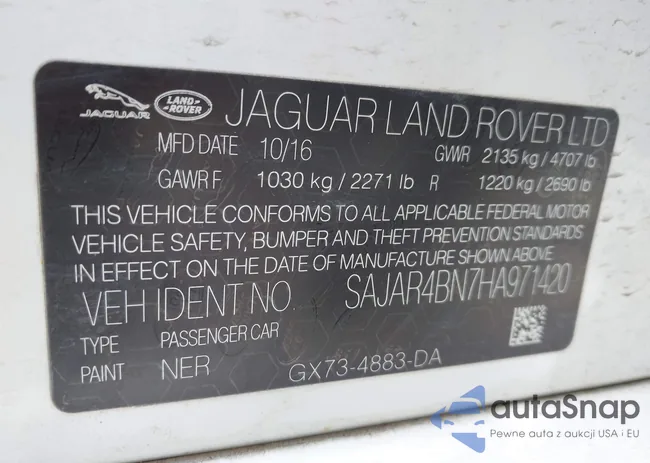 JAGUAR LAND ROVER JAGUAR LAND ROVER LTD
MFD DATE 10/16 GWR 2135 kg / 4707 lb
GAWR F 1030 kg / 2271 lb R 1220 kg / 2690 lb
THIS VEHICLE CONFORMS TO ALL APPLICABLE FEDERAL MOTOR
VEHICLE SAFETY, BUMPER AND THEFT PREVENTION STANDARDS
IN EFFECT ON THE DATE OF MANUFACTURE SHOWN ABOVE
VEH IDENT NO. SAJAR4BN7HA971420
TYPE PASSENGER CAR
PAINT NER GX73-4883-DA
autaSnap
Pewne auta z aukcji USA i EU